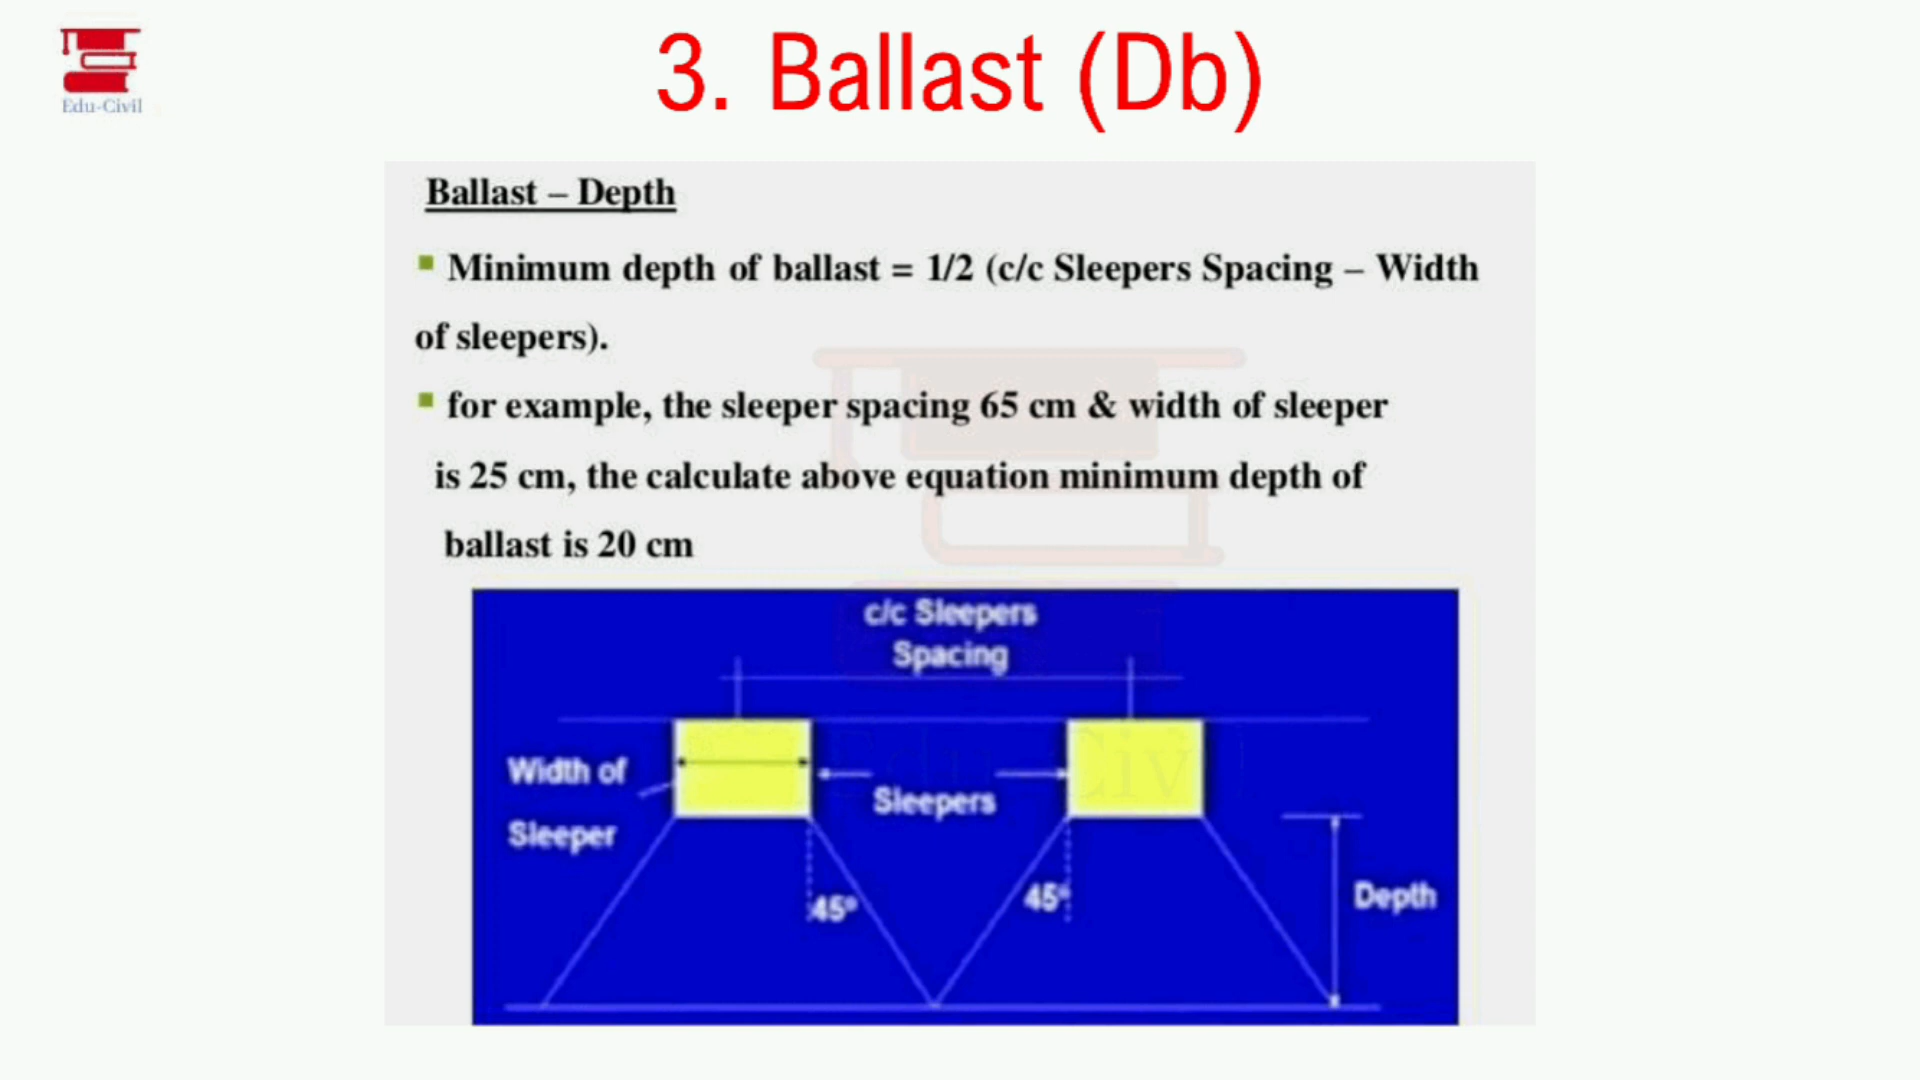 3. Ballast (Db)
Edu-Civil
Ballast – Depth
Minimum depth of ballast = 1/2 (c/c Sleepers Spacing – Width
of sleepers).
for example, the sleeper spacing 65 cm & width of sleeper
is 25 cm, the calculate above equation minimum depth of
ballast is 20 cm
c/c Sleepers
Spacing
Width of
Sleeper
Sleepers
45°
45°
Depth
Edu-Civil